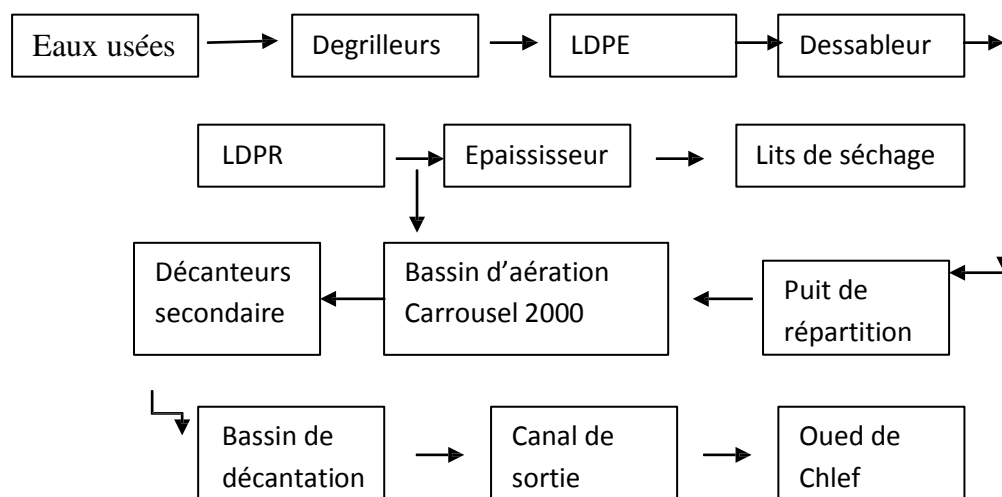 Eaux usées
Degrilleurs
LDPE
Dessableur
LDPR
Epaississeur
Lits de séchage
Décanteurs
secondaire
Bassin d’aération
Carrousel 2000
Puit de
répartition
Bassin de
décantation
Canal de
sortie
Oued de
Chlef